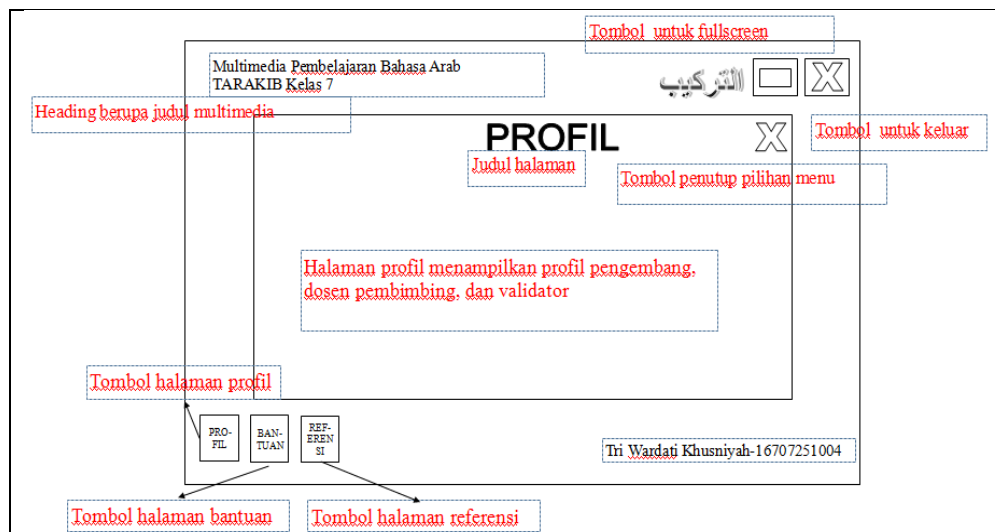 Tombol untuk fullscreen
Multimedia Pembelajaran Bahasa Arab
TARAKIB Kelas 7
التركيب
X
Heading berupa judul multimedia
PROFIL
X
Tombol untuk keluar
Judul halaman
Tombol penutup pilihan menu
Halaman profil menampilkan profil pengembang,
dosen pembimbing, dan validator
Tombol halaman profil
PRO-
FIL
BAN-
TUAN
REF-
EREN
SI
Tri Wardati Khusniyah-16707251004
Tombol halaman bantuan
Tombol halaman referensi